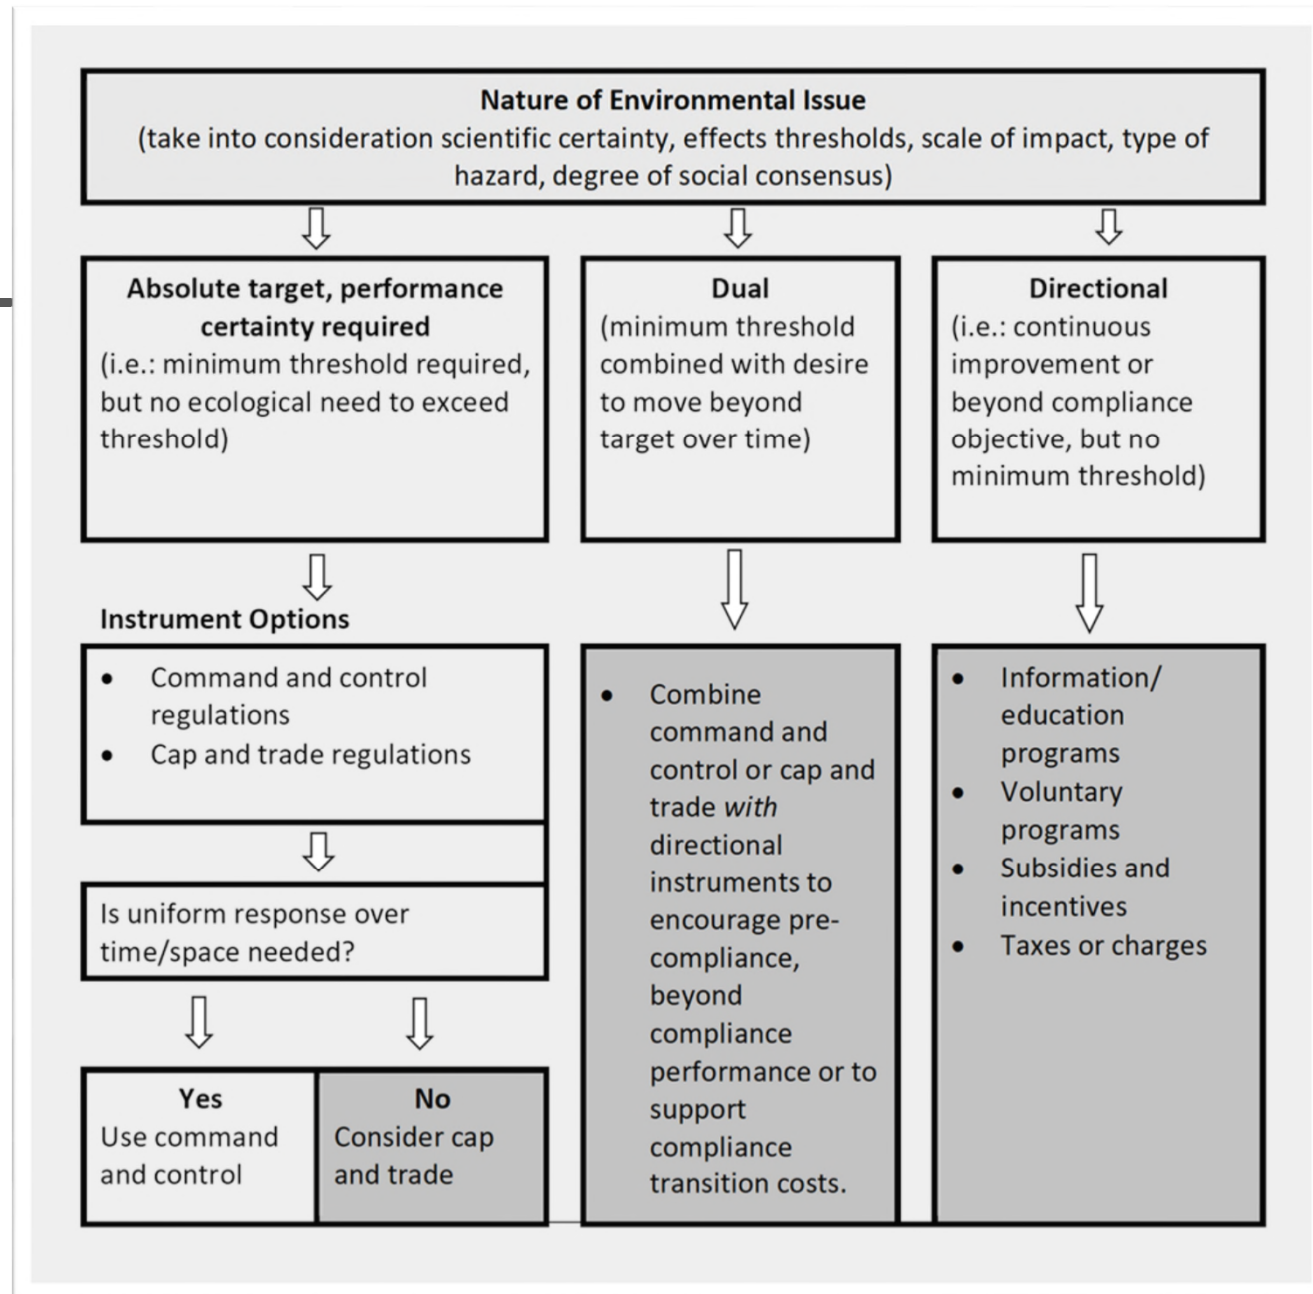 Nature of Environmental Issue
(take into consideration scientific certainty, effects thresholds, scale of impact, type of
hazard, degree of social consensus)
Absolute target, performance
certainty required
(i.e.: minimum threshold required,
but no ecological need to exceed
threshold)
Dual
(minimum threshold
combined with desire
to move beyond
target over time)
Directional
(i.e.: continuous
improvement or
beyond compliance
objective, but no
minimum threshold)
Instrument Options
• Command and control
regulations
• Cap and trade regulations
Is uniform response over
time/space needed?
Yes
Use command
and control
No
Consider cap
and trade
• Combine
command and
control or cap and
trade with
directional
instruments to
encourage pre-
compliance,
beyond
compliance
performance or to
support
compliance
transition costs.
• Information/
education
programs
• Voluntary
programs
• Subsidies and
incentives
• Taxes or charges